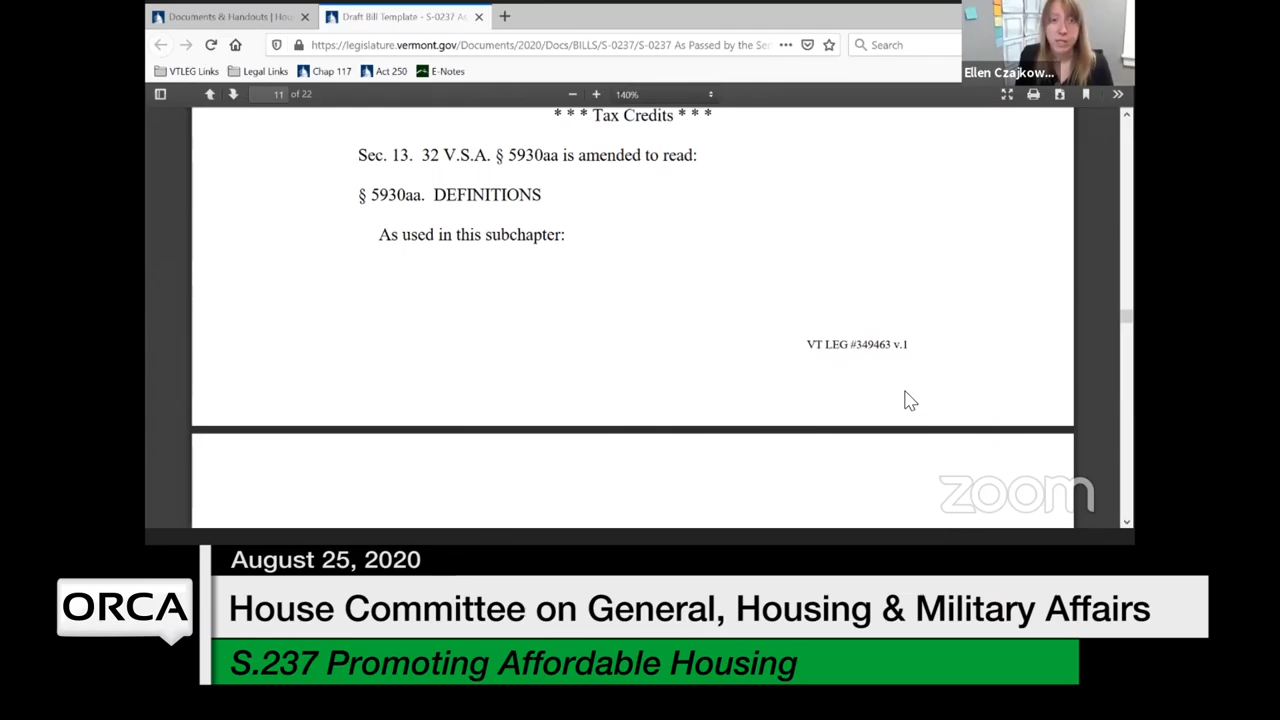 Documents & Handouts | Hou
Draft Bill Template - S-0237 As
https://legislature.vermont.gov/Documents/2020/Docs/BILLS/S-0237/S-0237 As Passed by the Sen
Search
VTLEG Links
Legal Links
Chap 117
Act 250
E-Notes
11 of 22
140%
Ellen Czajkow...
* * * Tax Credits * * *
Sec. 13. 32 V.S.A. § 5930aa is amended to read:
§ 5930aa. DEFINITIONS
As used in this subchapter:
VT LEG #349463 v.1
zoom
August 25, 2020
ORCA
House Committee on General, Housing & Military Affairs
S.237 Promoting Affordable Housing